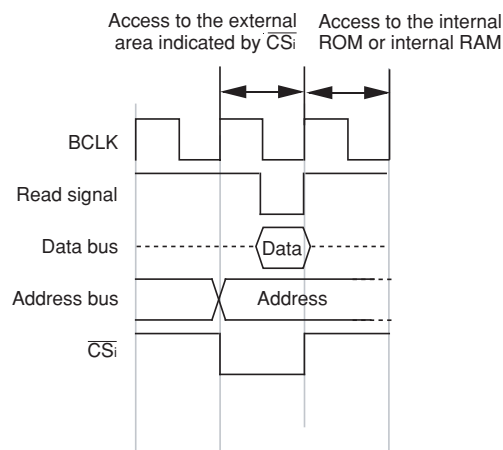 Access to the external
area indicated by CSi
Access to the internal
ROM or internal RAM
BCLK
Read signal
Data bus
Data
Address bus
Address
CSi